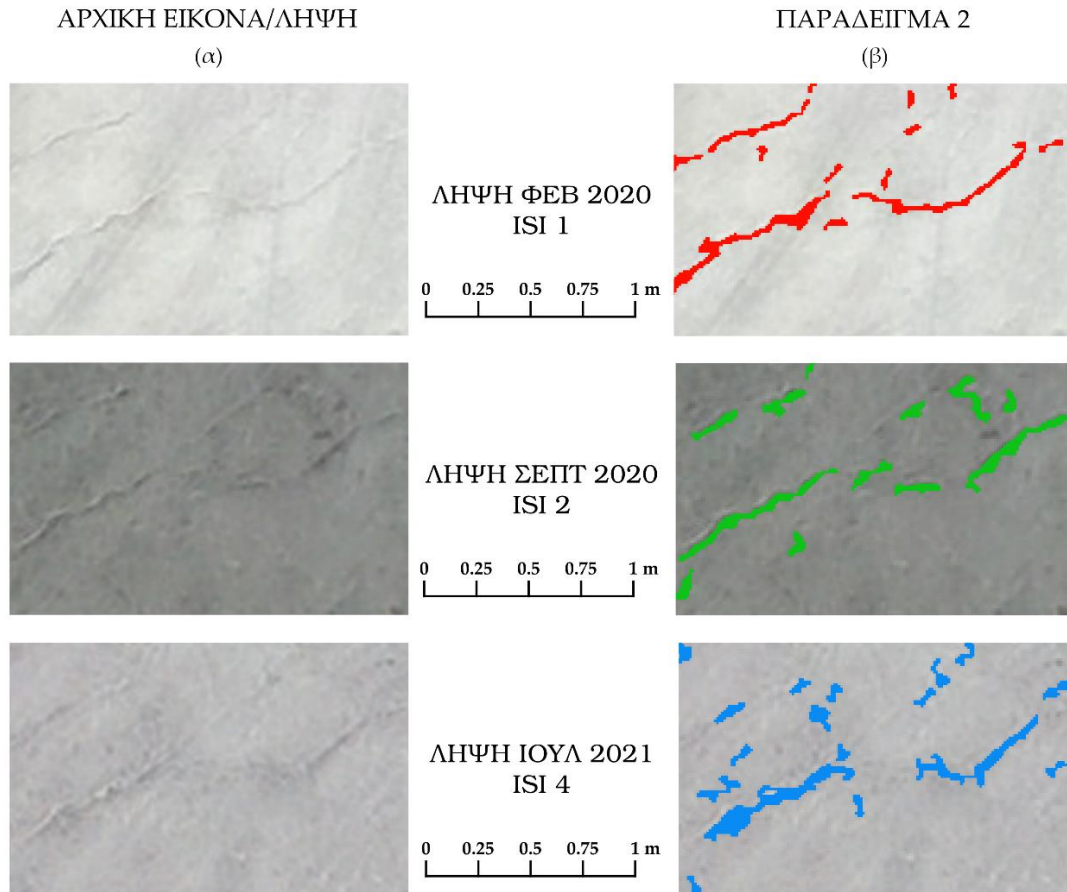 ΑΡΧΙΚΗ ΕΙΚΟΝΑ/ΛΗΨΗ
(α)
ΠΑΡΑΔΕΙΓΜΑ 2
(β)
ΛΗΨΗ ΦΕΒ 2020
ISI 1
0 0.25 0.5 0.75 1 m
ΛΗΨΗ ΣΕΠΤ 2020
ISI 2
0 0.25 0.5 0.75 1 m
ΛΗΨΗ ΙΟΥΛ 2021
ISI 4
0 0.25 0.5 0.75 1 m